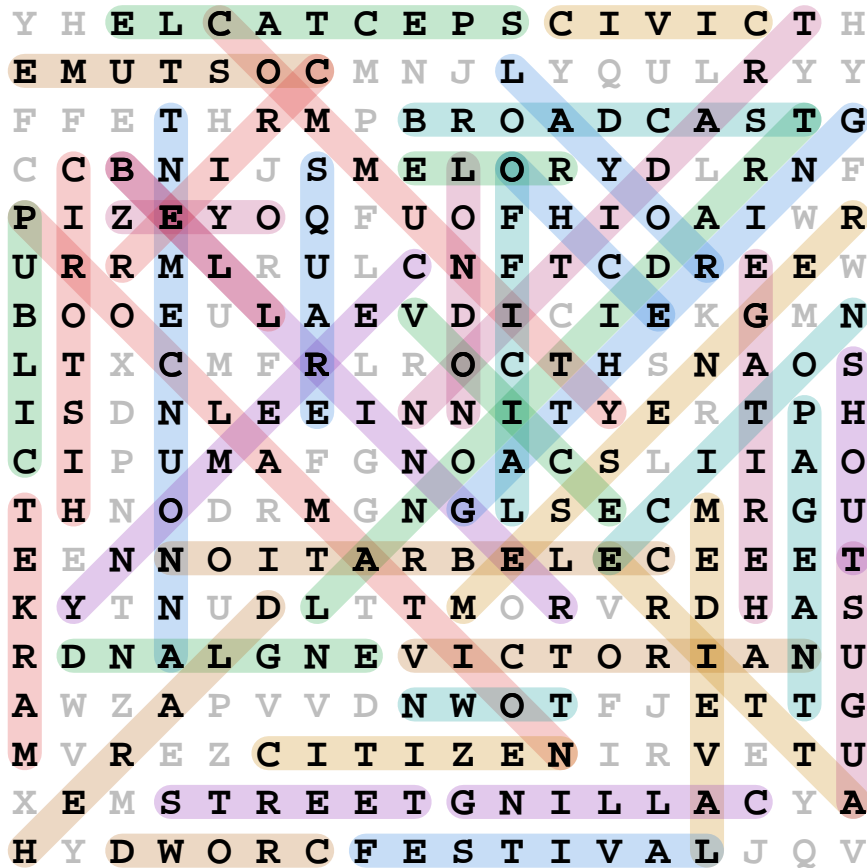 Y H E L C A T C E P S C I V I C T H
E M U T S O C M N J L Y Q U L R Y Y
F F E T H R M P B R O A D C A S T G
C C B N I J S M E L O R Y D L R N F
P I Z E Y O Q F U O F H I O A I W R
U R R M L R U L C N F T C D R E E W
B O O E U L A E V D I C I E K G M N
L T X C M F R L R O C T H S N A O S
I S D N L E E I N N I T Y E R T P H
C I P U M A F G N O A C S L I I A O
T H N O D R M G N G L S E C M R G U
E E N N O I T A R B E L E C E E E T
K Y T N U D L T T M O R V R D H A S
R D N A L G N E V I C T O R I A N U
A W Z A P V V D N W O T F J E T T G
M V R E Z C I T I Z E N I R V E T U
X E M S T R E E T G N I L L A C Y A
H Y D W O R C F E S T I V A L J Q V